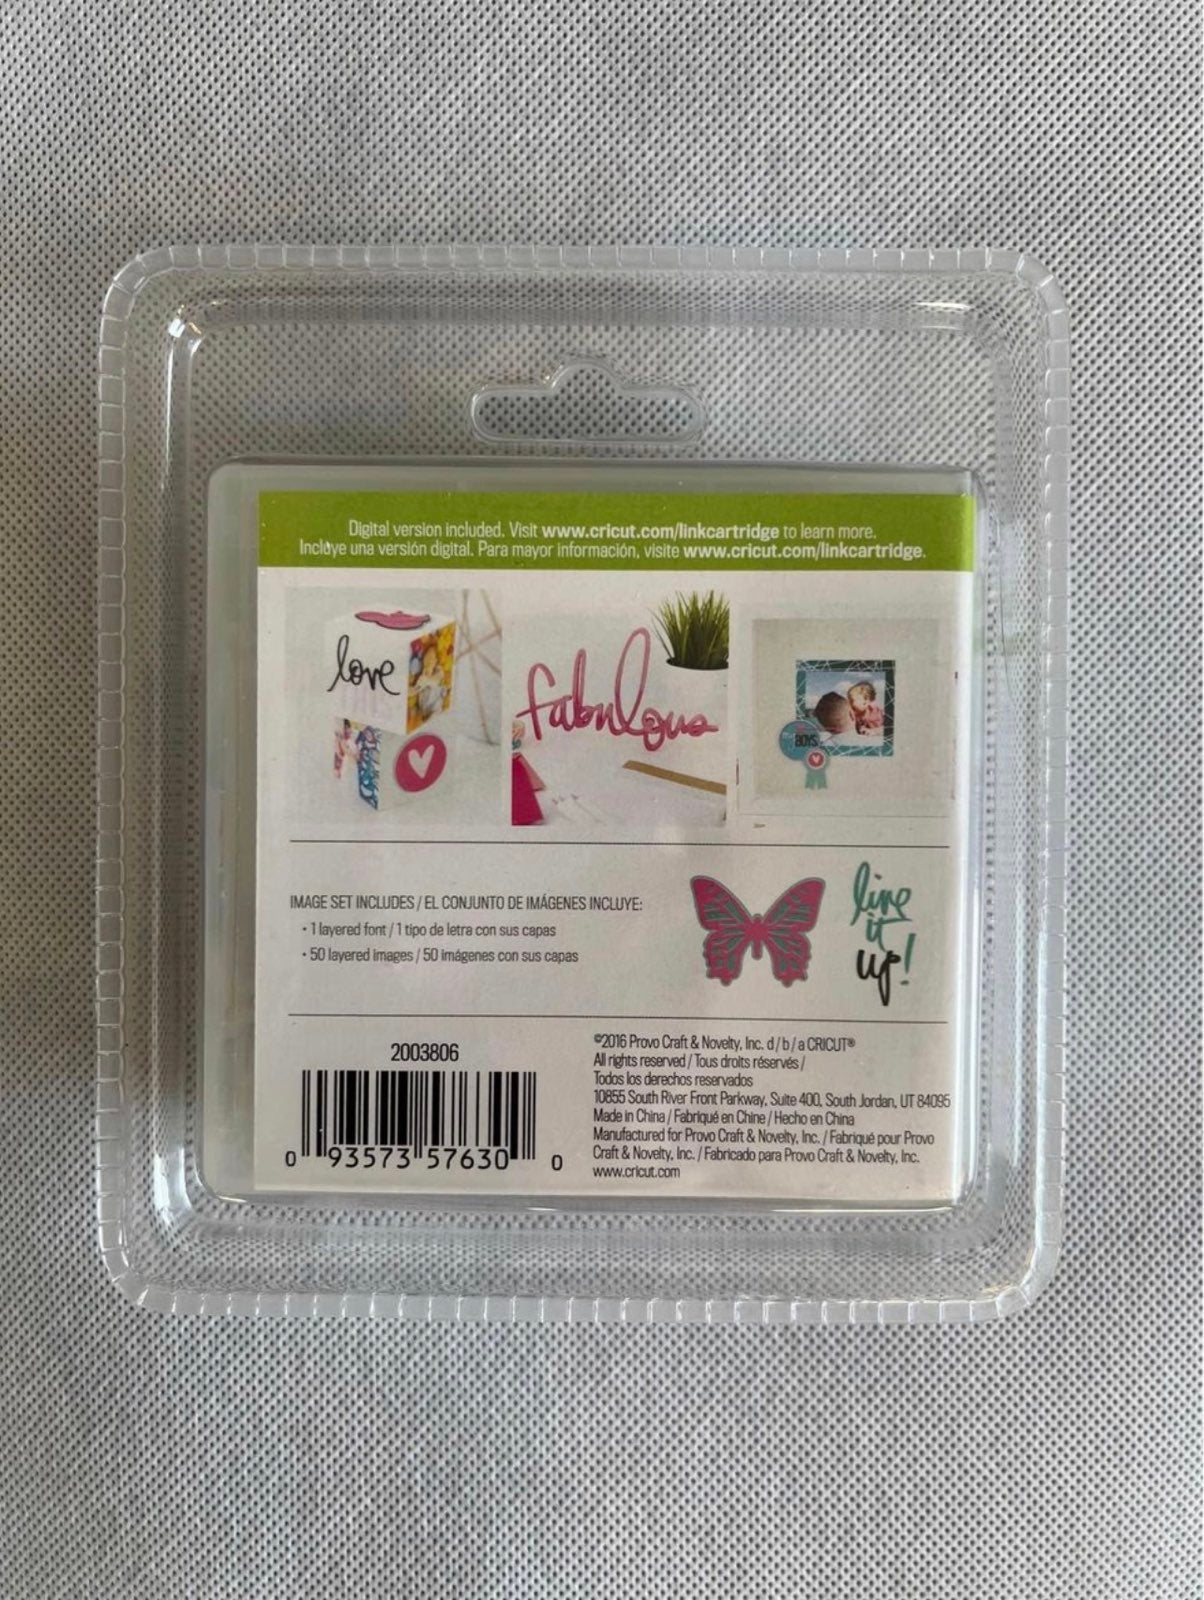 Digital version included. Visit www.cricut.com/linkcartridge to learn more.
Incluye una versión digital. Para mayor información, visite www.cricut.com/linkcartridge.
love
fabulous
BOYS
IMAGE SET INCLUDES / EL CONJUNTO DE IMÁGENES INCLUYE:
• 1 layered font / 1 tipo de letra con sus capas
• 50 layered images / 50 imágenes con sus capas
live
it
up!
2003806
0 93573 57630 0
©2016 Provo Craft & Novelty, Inc. d / b / a CRICUT®
All rights reserved / Tous droits réservés /
Todos los derechos reservados
10855 South River Front Parkway, Suite 400, South Jordan, UT 84095
Made in China / Fabriqué en Chine / Hecho en China
Manufactured for Provo Craft & Novelty, Inc. / Fabriqué pour Provo
Craft & Novelty, Inc. / Fabricado para Provo Craft & Novelty, Inc.
www.cricut.com